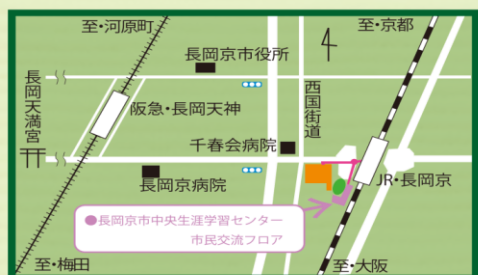 至・河原町
至・京都
長岡京市役所
長岡天満宮
阪急・長岡天神
西国街道
千春会病院
長岡京病院
JR・長岡京
●長岡京市中央生涯学習センター
市民交流フロア
至・梅田
至・大阪